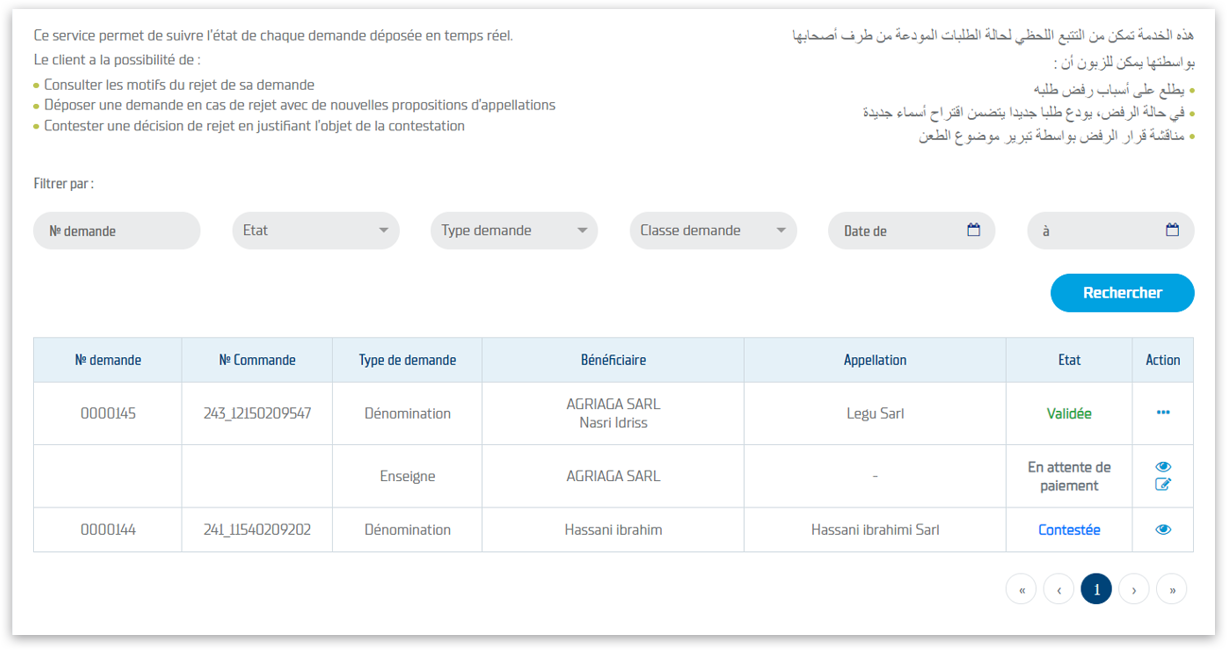 Ce service permet de suivre l'état de chaque demande déposée en temps réel.
Le client a la possibilité de :
• Consulter les motifs du rejet de sa demande
• Déposer une demande en cas de rejet avec de nouvelles propositions d'appellations
• Contester une décision de rejet en justifiant l'objet de la contestation
هذه الخدمة تمكن من التتبع اللحظي لحالة الطلبات المودعة من طرف أصحابها
بواسطتها يمكن للزبون أن :
• يطلع على أسباب رفض طلبه
• في حالة الرفض، يودع طلبا جديدا يتضمن اقتراح أسماء جديدة
• مناقشة قرار الرفض بواسطة تبرير موضوع الطعن
Filtrer par :
№ demande
Etat
Type demande
Classe demande
Date de
à
Rechercher
№ demande № Commande Type de demande Bénéficiaire Appellation Etat Action
0000145 243_12150209547 Dénomination AGRIAGA SARL Legu Sarl Validée ...
Nasri Idriss
Enseigne AGRIAGA SARL - En attente de
paiement
0000144 241_11540209202 Dénomination Hassani ibrahim Hassani ibrahimi Sarl Contestée
« ‹ 1 › »